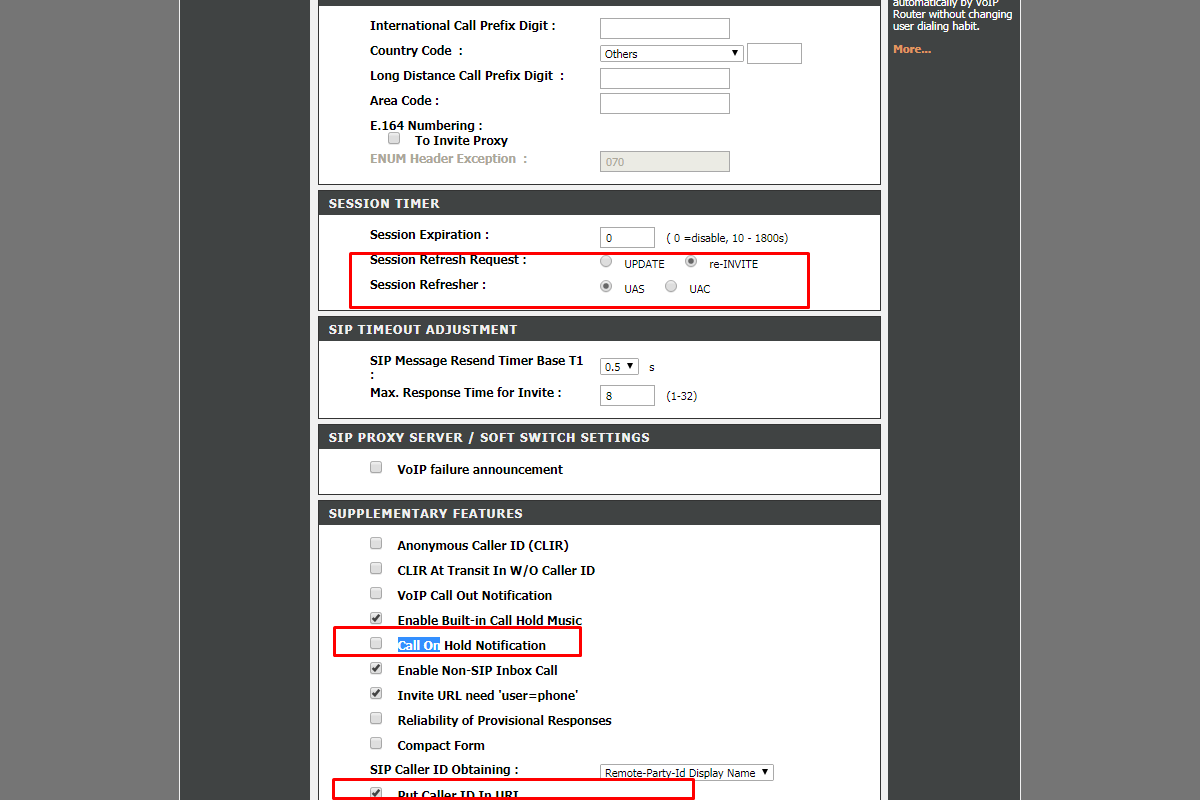 automatically by VoIP
Router without changing
user dialing habit.
More...
International Call Prefix Digit :
Country Code : Others
Long Distance Call Prefix Digit :
Area Code :
E.164 Numbering :
To Invite Proxy
ENUM Header Exception : 070
SESSION TIMER
Session Expiration : 0 ( 0 =disable, 10 - 1800s)
Session Refresh Request : UPDATE re-INVITE
Session Refresher : UAS UAC
SIP TIMEOUT ADJUSTMENT
SIP Message Resend Timer Base T1
: 0.5 s
Max. Response Time for Invite : 8 (1-32)
SIP PROXY SERVER / SOFT SWITCH SETTINGS
VoIP failure announcement
SUPPLEMENTARY FEATURES
Anonymous Caller ID (CLIR)
CLIR At Transit In W/O Caller ID
VoIP Call Out Notification
Enable Built-in Call Hold Music
Call On Hold Notification
Enable Non-SIP Inbox Call
Invite URL need 'user=phone'
Reliability of Provisional Responses
Compact Form
SIP Caller ID Obtaining : Remote-Party-Id Display Name
Put Caller ID In URI